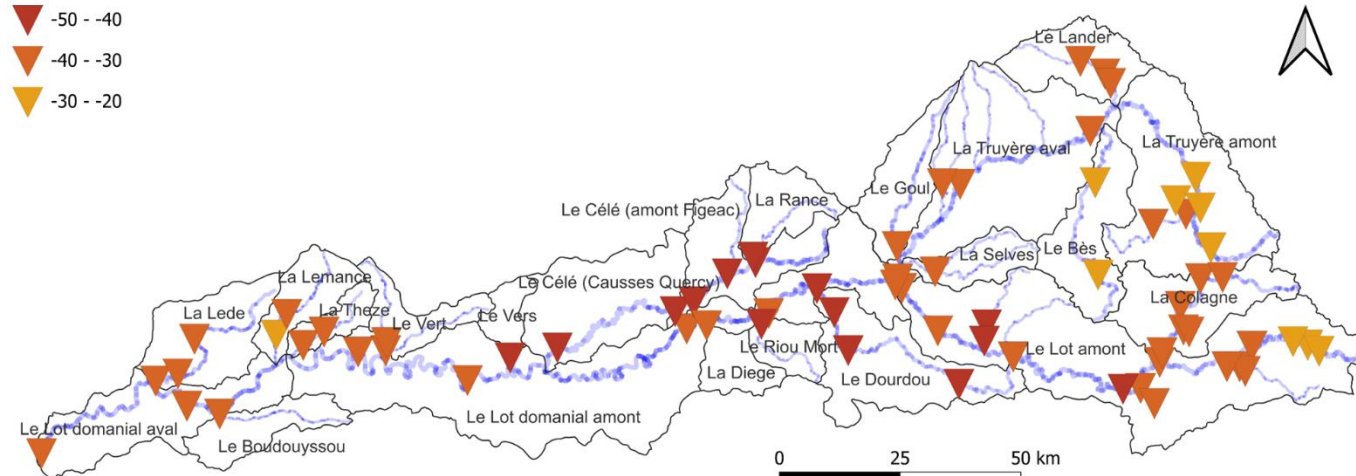 -50 - -40
-40 - -30
-30 - -20
Le Lander
La Truyère aval
La Truyère amont
Le Goul
La Rance
Le Célé (amont Figeac)
Le Bès
La Selves
La Lemance
Le Célé (Causses Quercy)
La Lede
La Theze
Le Vert
Le Vers
La Colagne
Le Riou Mort
Le Lot amont
La Diege
Le Dourdou
Le Lot domanial aval
Le Lot domanial amont
Le Boudouyssou
0 25 50 km